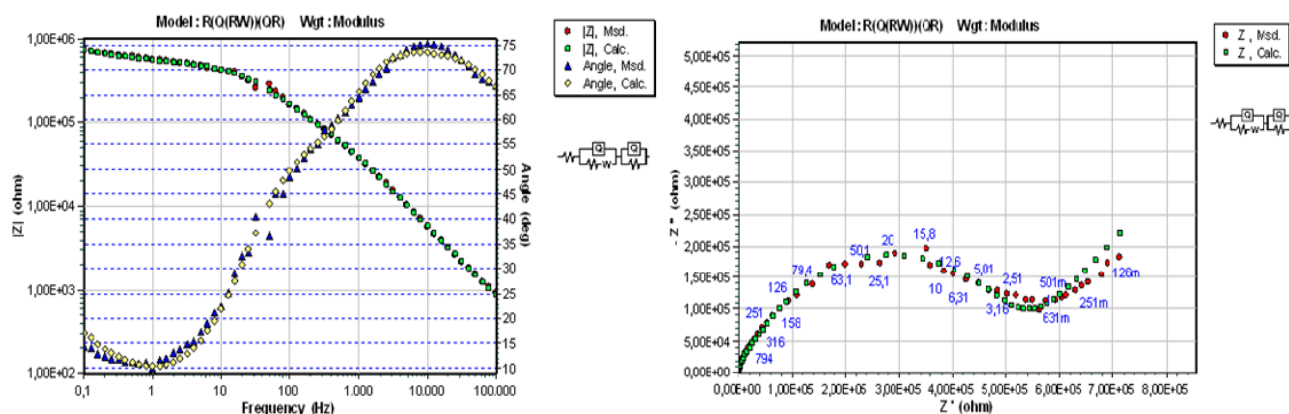 Model : R(Q(RW))(QR) Wgt : Modulus
|Z|, Msd.
|Z|, Calc.
Angle, Msd.
Angle, Calc.
|Z| (ohm)
1,00E+06
1,00E+05
1,00E+04
1,00E+03
1,00E+02
0,1
1
10
100
1.000
10.000
100.000
Frequency (Hz)
Angle (deg)
75
70
65
60
55
50
45
40
35
30
25
20
15
10
Q
W
Q
Model : R(Q(RW))(QR) Wgt : Modulus
Z , Msd.
Z , Calc.
- Z'' (ohm)
5,00E+05
4,50E+05
4,00E+05
3,50E+05
3,00E+05
2,50E+05
2,00E+05
1,50E+05
1,00E+05
5,00E+04
0,00E+00
0,00E+00
1,00E+05
2,00E+05
3,00E+05
4,00E+05
5,00E+05
6,00E+05
7,00E+05
8,00E+05
Z ' (ohm)
794
316
251
158
126
79,4
63,1
50,1
25,1
20
15,8
12,6
10
6,31
5,01
3,16
2,51
631m
501m
251m
126m
Q
W
Q